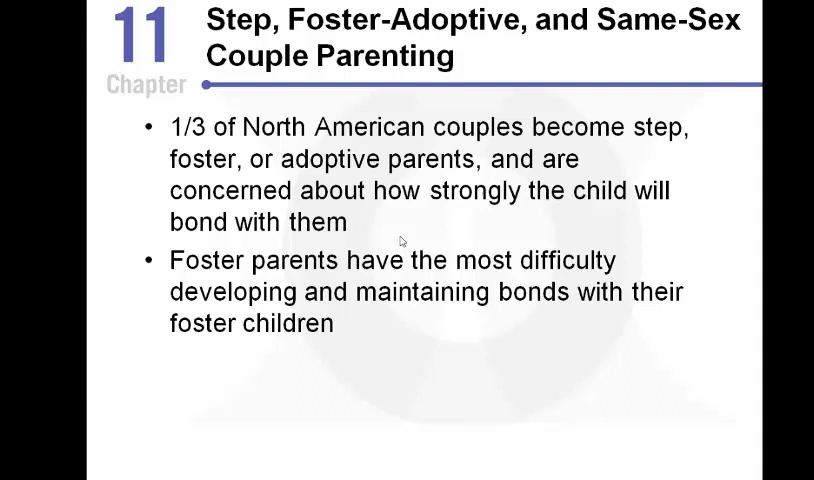 11
Chapter
Step, Foster-Adoptive, and Same-Sex
Couple Parenting
• 1/3 of North American couples become step,
foster, or adoptive parents, and are
concerned about how strongly the child will
bond with them
• Foster parents have the most difficulty
developing and maintaining bonds with their
foster children